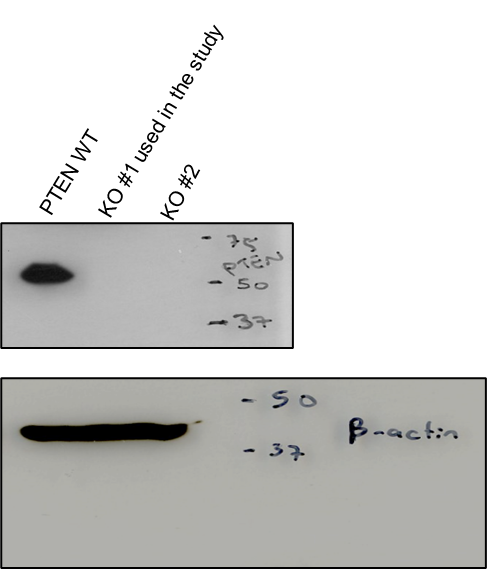 PTEN WT
KO #1 used in the study
KO #2
- 75
PTEN
- 50
- 37
- 50
β-actin
- 37